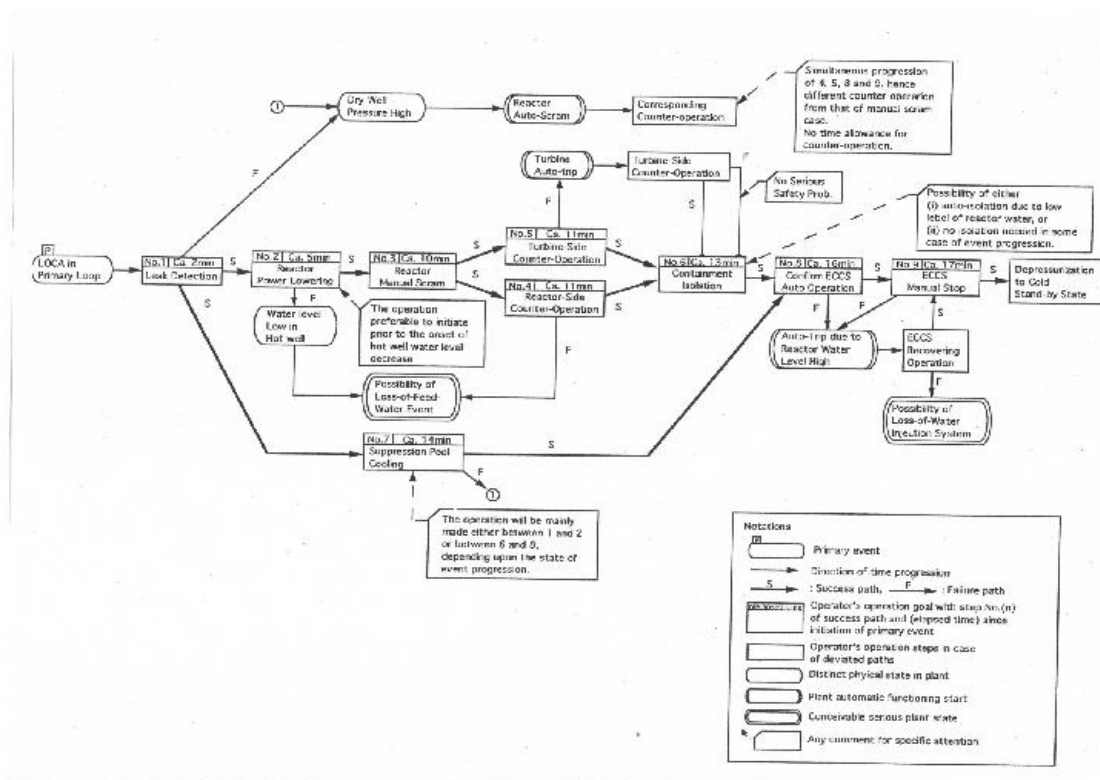 Simultaneous progression
of 4, 5, 8 and 9, hence
different counter operation
from that of manual scram
case.
No time allowance for
counter-operation.
①
Dry Well
Pressure High
Reactor
Auto-Scram
Corresponding
Counter-operation
F
Turbine
Auto-trip
Turbine-Side
Counter-Operation
F
S
No Serious
Safety Prob.
Possibility of either
(i) auto-isolation due to low
label of reactor water, or
(ii) no isolation needed in some
case of event progression.
F
P
LOCA in
Primary Loop
No.1 Ca. 2min
Leak Detection
S
No.2 Ca. 5min
Reactor
Power Lowering
S
No.3 Ca. 10min
Reactor
Manual Scram
S
S
No.5 Ca. 11min
Turbine Side
Counter-Operation
S
No.4 Ca. 11min
Reactor-Side
Counter-Operation
S
No.6 Ca. 13min
Containment
Isolation
S
Ca. 16min
Confirm ECCS
Auto Operation
S
Ca. 17min
ECCS
Manual Stop
S
Depressurization
to Cold
Stand-by State
S
F
Water level
Low in
Hot well
The operation
preferable to initiate
prior to the onset of
hot well water level
decrease
F
F
F
Auto-Trip due to
Reactor Water
Level High
S
ECCS
Recovering
Operation
F
Possibility of
Loss-of-Water
Injection System
Possibility of
Loss-of-Feed-
Water Event
No.7 Ca. 14min
Suppression Pool
Cooling
S
F
①
The operation will be mainly
made either between 1 and 2
or between 6 and 8,
depending upon the state of
event progression.
Notations
P
Primary event
Direction of time progression
S : Success path, F : Failure path
Operator's operation goal with step No.(n)
of success path and (elapsed time) since
initiation of primary event
Operator's operation steps in case
of deviated paths
Distinct phyical state in plant
Plant automatic functioning start
Conceivable serious plant state
Any comment for specific attention